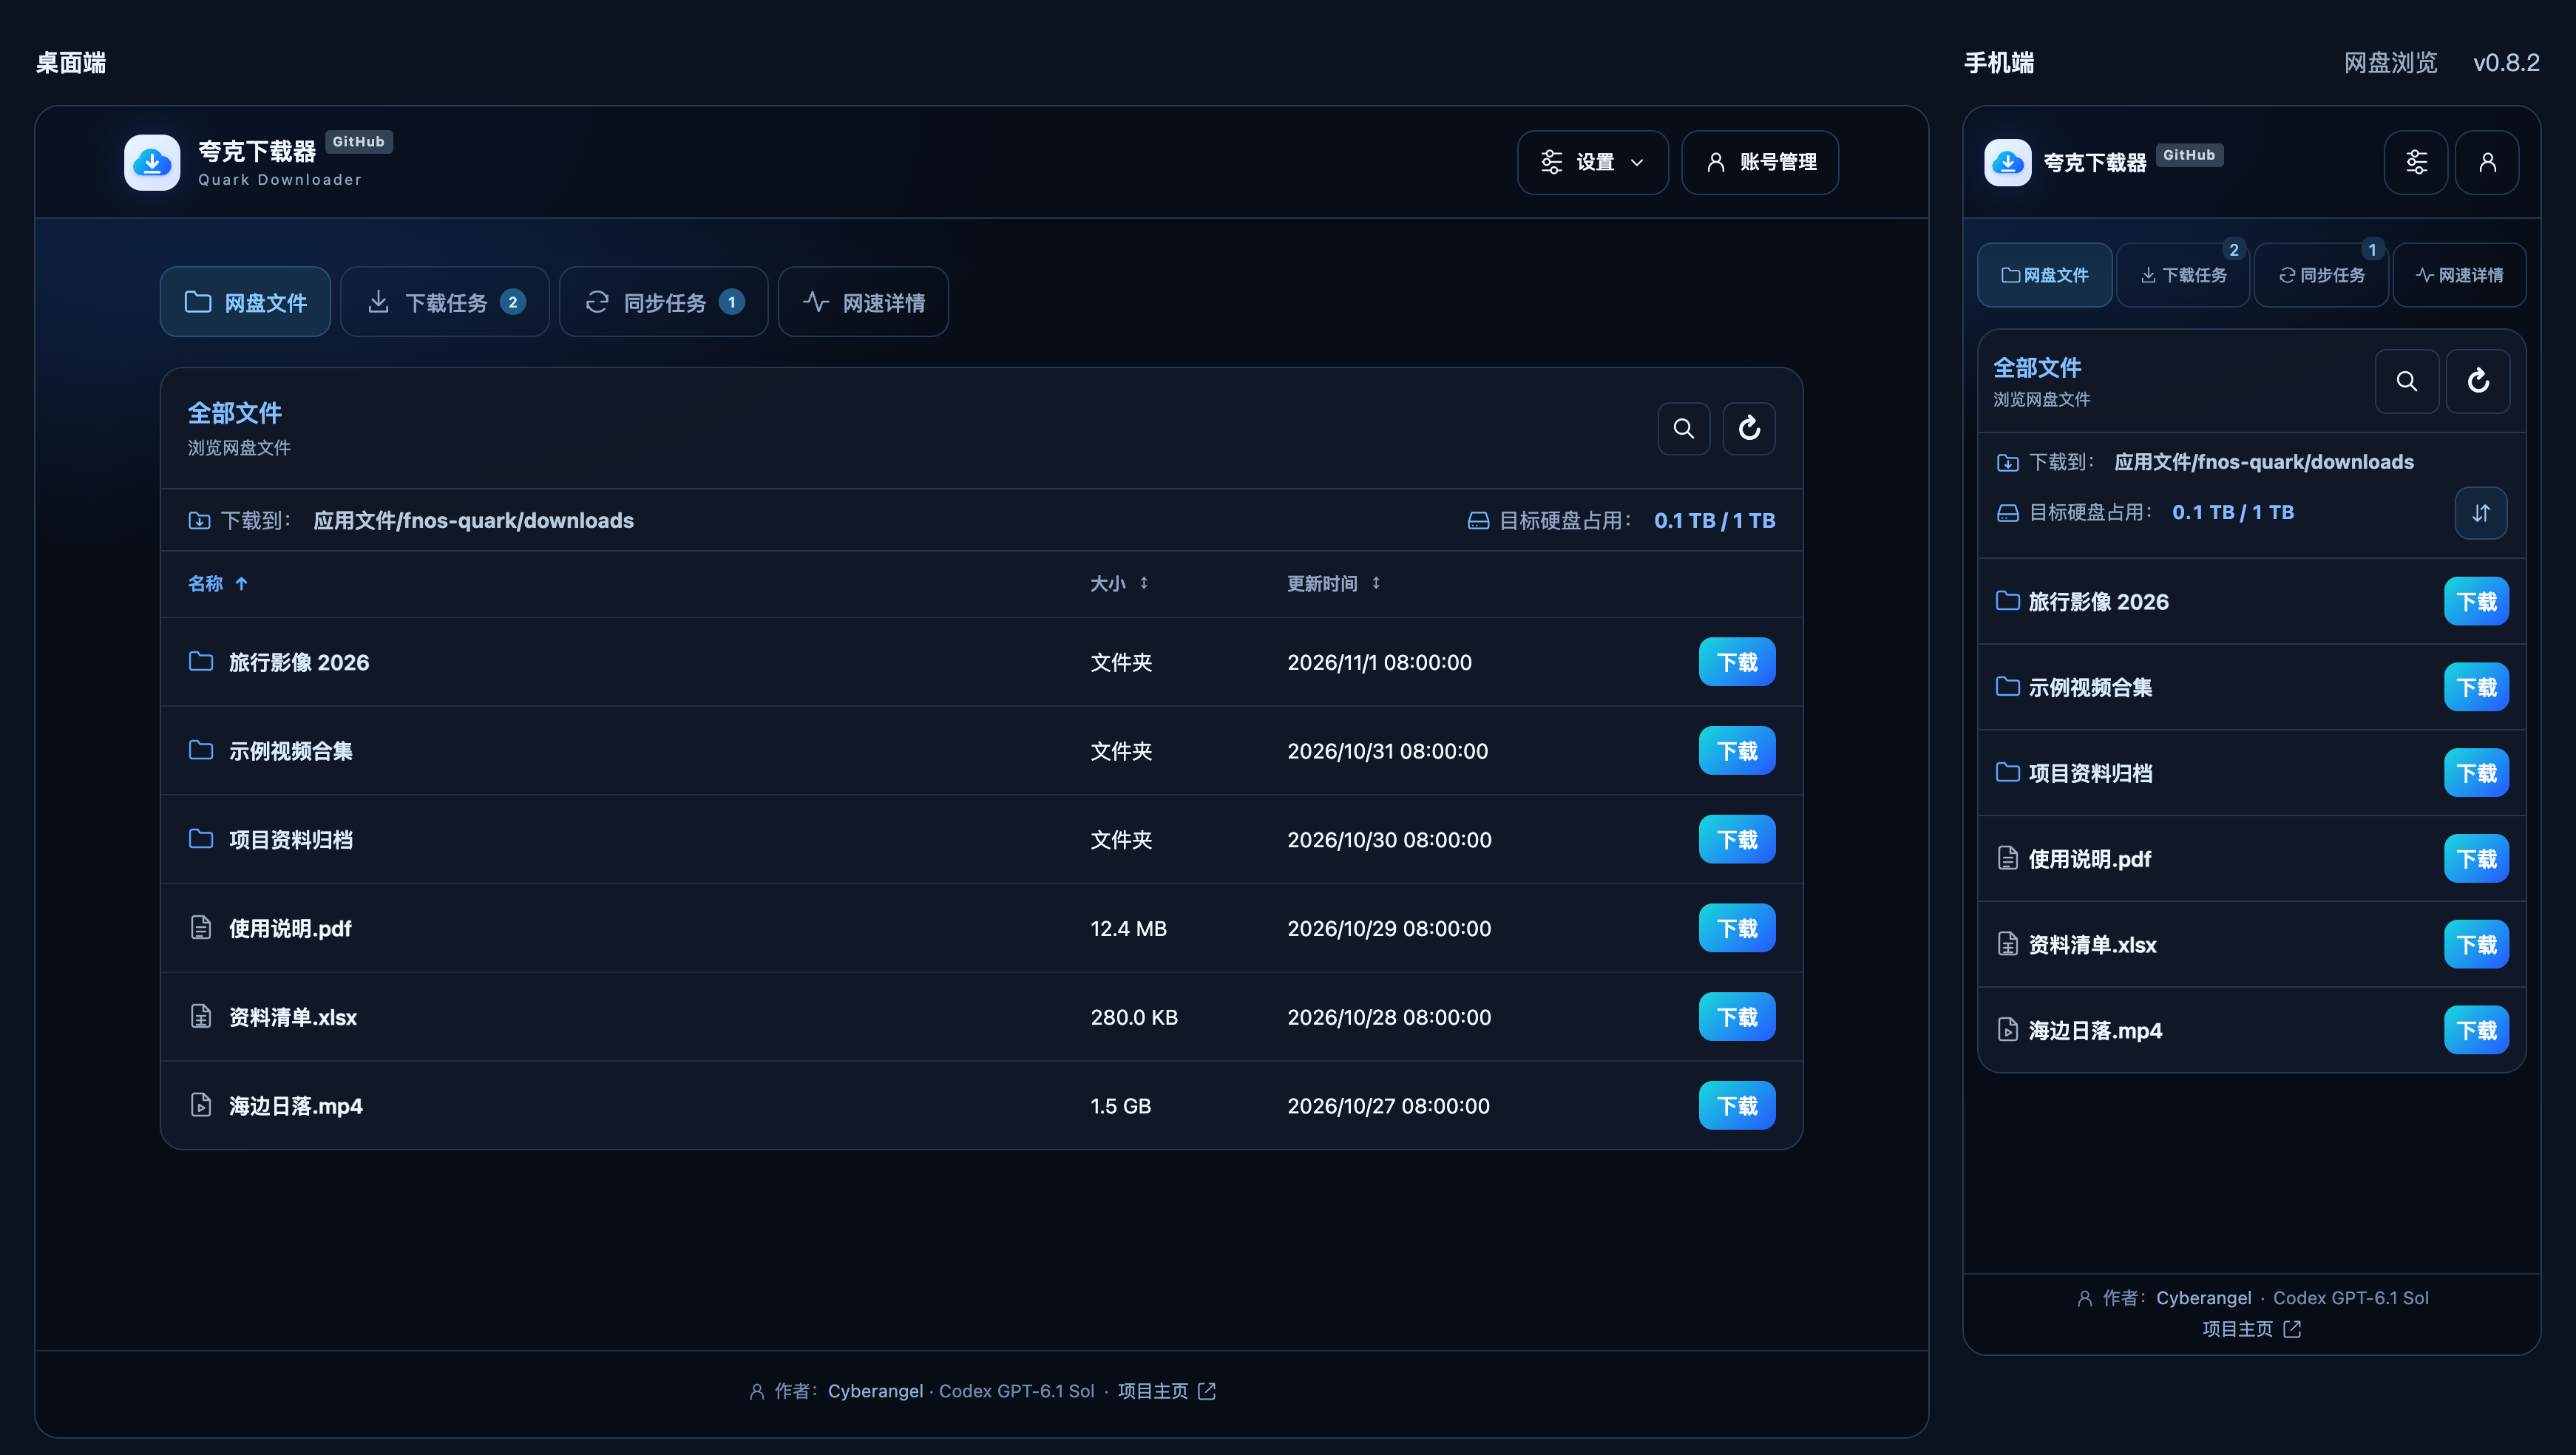 桌面端
夸克下载器 GitHub
Quark Downloader
设置
账号管理
网盘文件
下载任务 2
同步任务 1
网速详情
全部文件
浏览网盘文件
下载到： 应用文件/fnos-quark/downloads
目标硬盘占用： 0.1 TB / 1 TB
名称 ↑ 大小 ↕ 更新时间 ↕
旅行影像 2026 文件夹 2026/11/1 08:00:00 下载
示例视频合集 文件夹 2026/10/31 08:00:00 下载
项目资料归档 文件夹 2026/10/30 08:00:00 下载
使用说明.pdf 12.4 MB 2026/10/29 08:00:00 下载
资料清单.xlsx 280.0 KB 2026/10/28 08:00:00 下载
海边日落.mp4 1.5 GB 2026/10/27 08:00:00 下载
作者：Cyberangel · Codex GPT-6.1 Sol · 项目主页
手机端 网盘浏览 v0.8.2
夸克下载器 GitHub
网盘文件
下载任务 2
同步任务 1
网速详情
全部文件
浏览网盘文件
下载到： 应用文件/fnos-quark/downloads
目标硬盘占用： 0.1 TB / 1 TB
旅行影像 2026 下载
示例视频合集 下载
项目资料归档 下载
使用说明.pdf 下载
资料清单.xlsx 下载
海边日落.mp4 下载
作者：Cyberangel · Codex GPT-6.1 Sol
项目主页